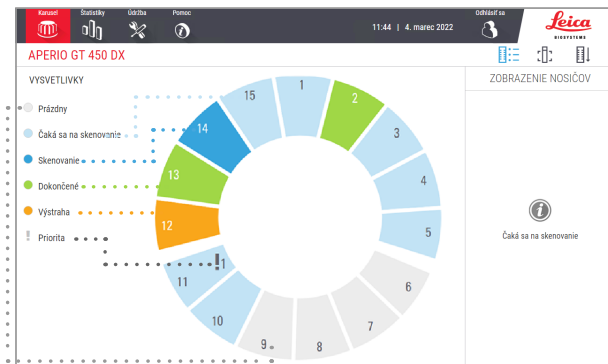 Karusel Štatistiky Údržba Pomoc Odhlásiť sa
11:44 | 4. marec 2022
Leica
BIOSYSTEMS
APERIO GT 450 DX
VYSVETLIVKY
ZOBRAZENIE NOSIČOV
Prázdny
Čaká sa na skenovanie
Skenovanie
Dokončené
Výstraha
Priorita
1
2
3
4
5
6
7
8
9
10
11
1
12
13
14
15
Čaká sa na skenovanie